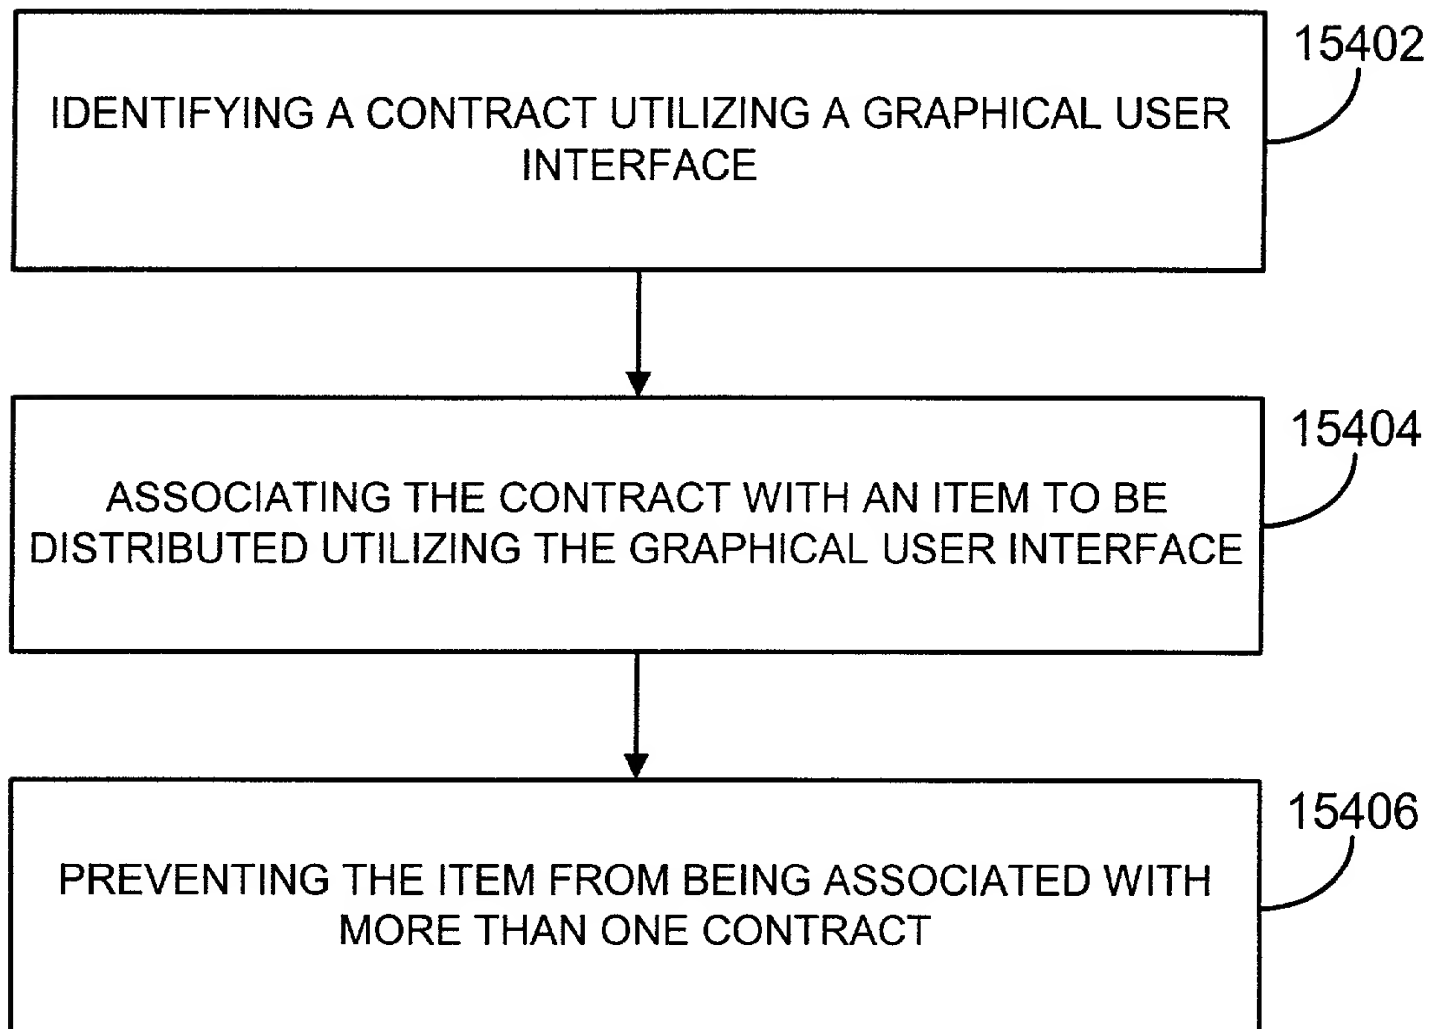 15402
IDENTIFYING A CONTRACT UTILIZING A GRAPHICAL USER
INTERFACE
15404
ASSOCIATING THE CONTRACT WITH AN ITEM TO BE
DISTRIBUTED UTILIZING THE GRAPHICAL USER INTERFACE
15406
PREVENTING THE ITEM FROM BEING ASSOCIATED WITH
MORE THAN ONE CONTRACT